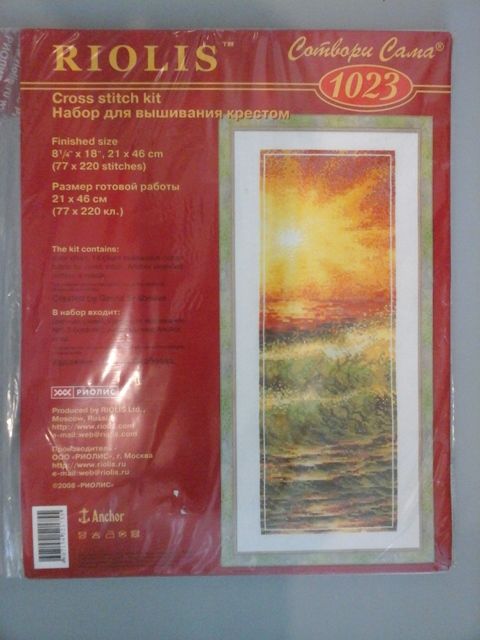 RIOLIS™
Сотвори Сама®
1023
Cross stitch kit
Набор для вышивания крестом
Finished size
8¼" x 18", 21 x 46 cm
(77 x 220 stitches)
Размер готовой работы
21 x 46 см
(77 x 220 кл.)
The kit contains:
В набор входит:
РИОЛИС
Produced by RIOLIS Ltd.,
Moscow, Russia
http://www.riolis.com
e-mail:web@riolis.com
Производитель
ООО «РИОЛИС», г. Москва
http://www.riolis.ru
e-mail:web@riolis.ru
©2008 «РИОЛИС»
Anchor